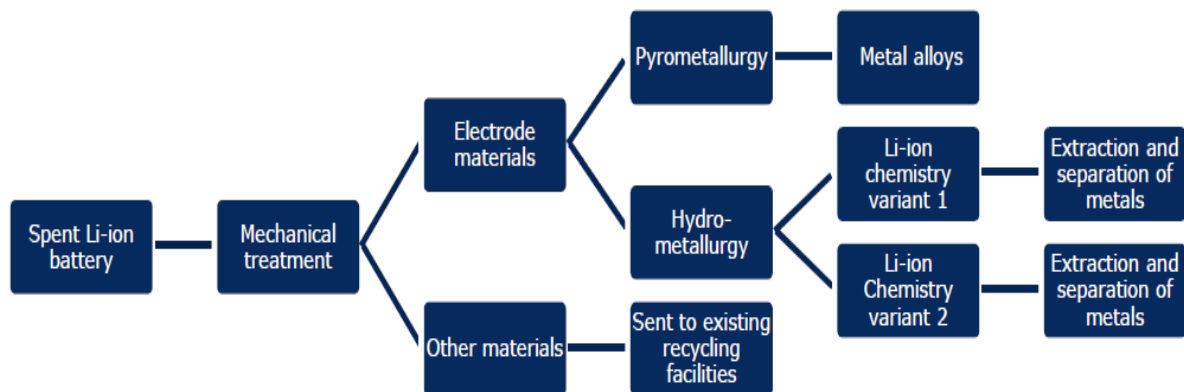 Spent Li-ion
battery
Mechanical
treatment
Electrode
materials
Other materials
Pyrometallurgy
Hydro-
metallurgy
Sent to existing
recycling
facilities
Metal alloys
Li-ion
chemistry
variant 1
Li-ion
Chemistry
variant 2
Extraction and
separation of
metals
Extraction and
separation of
metals